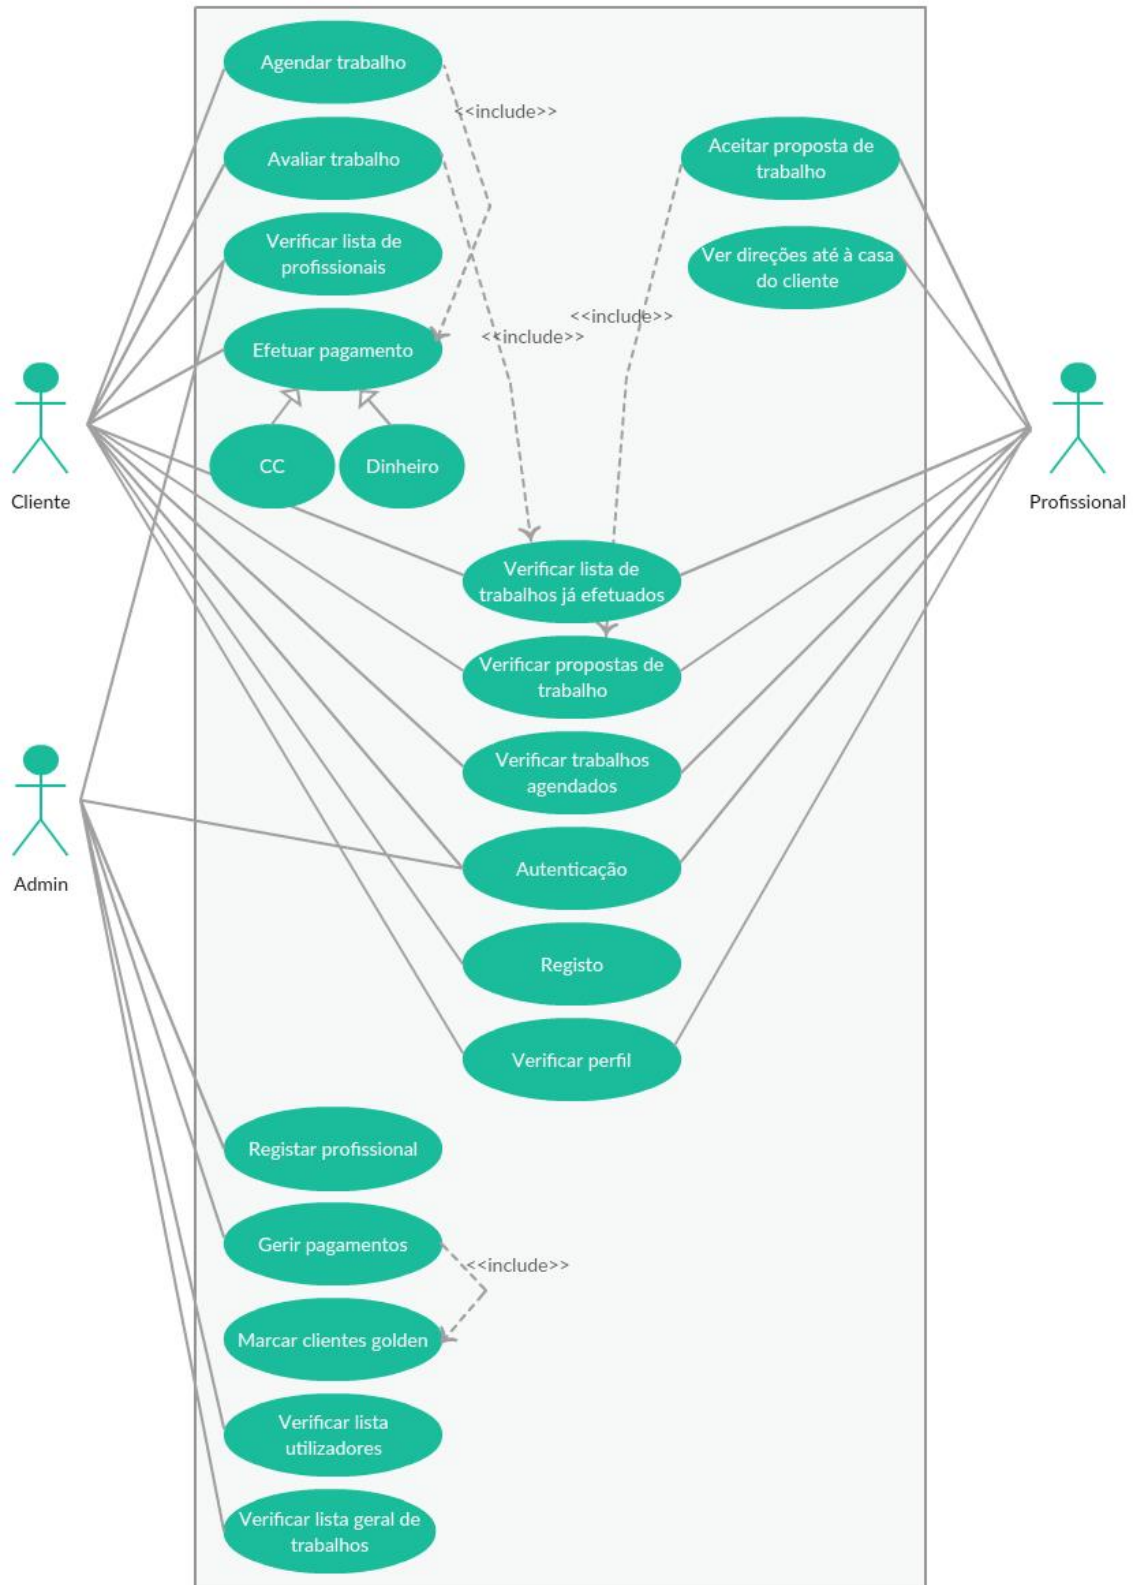 Agendar trabalho
<<include>>
Avaliar trabalho
Aceitar proposta de
trabalho
Verificar lista de
profissionais
Ver direções até à casa
do cliente
<<include>>
<<include>>
Efetuar pagamento
CC
Dinheiro
Cliente
Profissional
Verificar lista de
trabalhos já efetuados
Verificar propostas de
trabalho
Verificar trabalhos
agendados
Autenticação
Admin
Registo
Verificar perfil
Registar profissional
Gerir pagamentos
<<include>>
Marcar clientes golden
Verificar lista
utilizadores
Verificar lista geral de
trabalhos